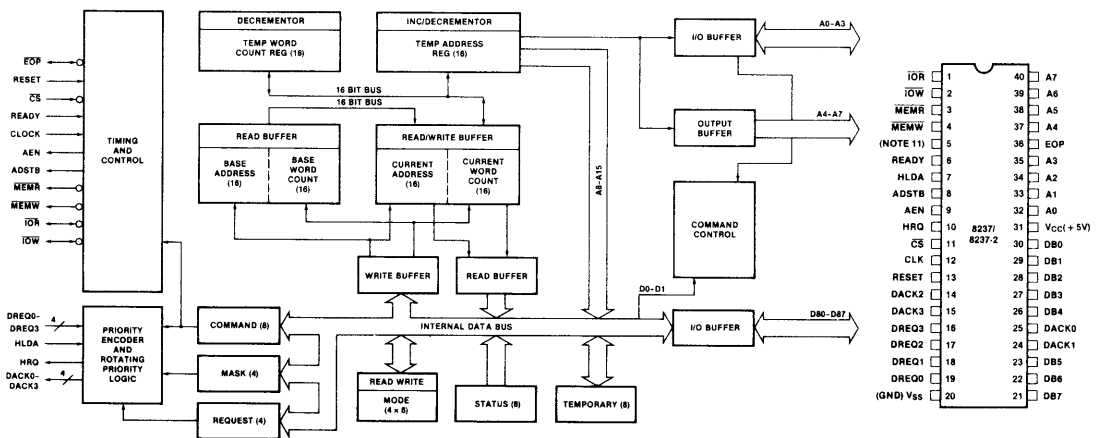 DECREMENTOR
TEMP WORD
COUNT REG (16)
INC/DECREMENTOR
TEMP ADDRESS
REG (16)
I/O BUFFER
A0-A3
EOP
RESET
CS
READY
CLOCK
AEN
ADSTB
MEMR
MEMW
IOR
IOW
TIMING
AND
CONTROL
16 BIT BUS
16 BIT BUS
READ BUFFER
BASE
ADDRESS
(16)
BASE
WORD
COUNT
(16)
READ/WRITE BUFFER
CURRENT
ADDRESS
(16)
CURRENT
WORD
COUNT
(16)
A8-A15
OUTPUT
BUFFER
A4-A7
COMMAND
CONTROL
WRITE BUFFER
READ BUFFER
D0-D1
DREQ0-
DREQ3
4
HLDA
HRQ
DACK0-
DACK3
4
PRIORITY
ENCODER
AND
ROTATING
PRIORITY
LOGIC
COMMAND (8)
MASK (4)
REQUEST (4)
INTERNAL DATA BUS
I/O BUFFER
D80-D87
READ WRITE
MODE
(4 × 6)
STATUS (8)
TEMPORARY (8)
IOR 1 40 A7
IOW 2 39 A6
MEMR 3 38 A5
MEMW 4 37 A4
(NOTE 11) 5 36 EOP
READY 6 35 A3
HLDA 7 34 A2
ADSTB 8 33 A1
AEN 9 32 A0
HRQ 10 31 VCC(+5V)
8237/
8237-2
CS 11 30 DB0
CLK 12 29 DB1
RESET 13 28 DB2
DACK2 14 27 DB3
DACK3 15 26 DB4
DREQ3 16 25 DACK0
DREQ2 17 24 DACK1
DREQ1 18 23 DB5
DREQ0 19 22 DB6
(GND) VSS 20 21 DB7